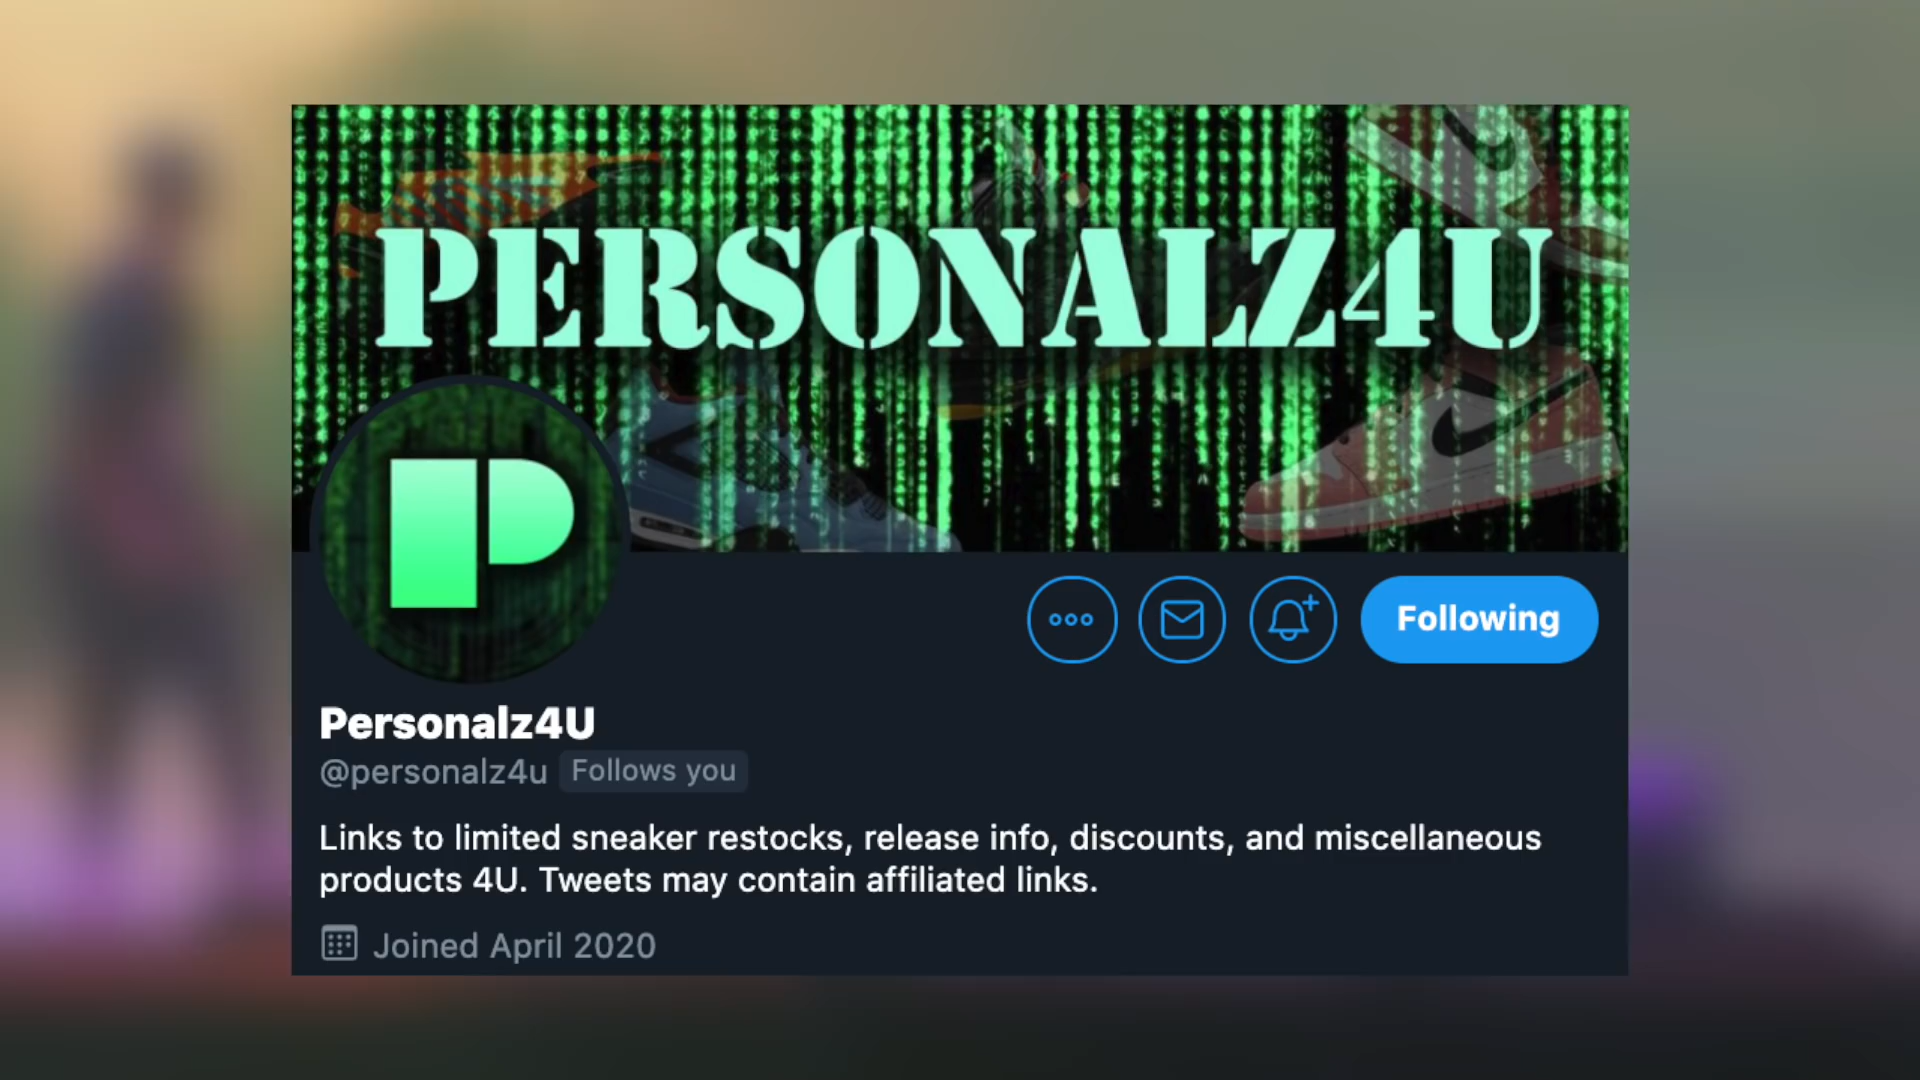 PERSONALZ4U
P
Following
Personalz4U
@personalz4u Follows you
Links to limited sneaker restocks, release info, discounts, and miscellaneous
products 4U. Tweets may contain affiliated links.
Joined April 2020